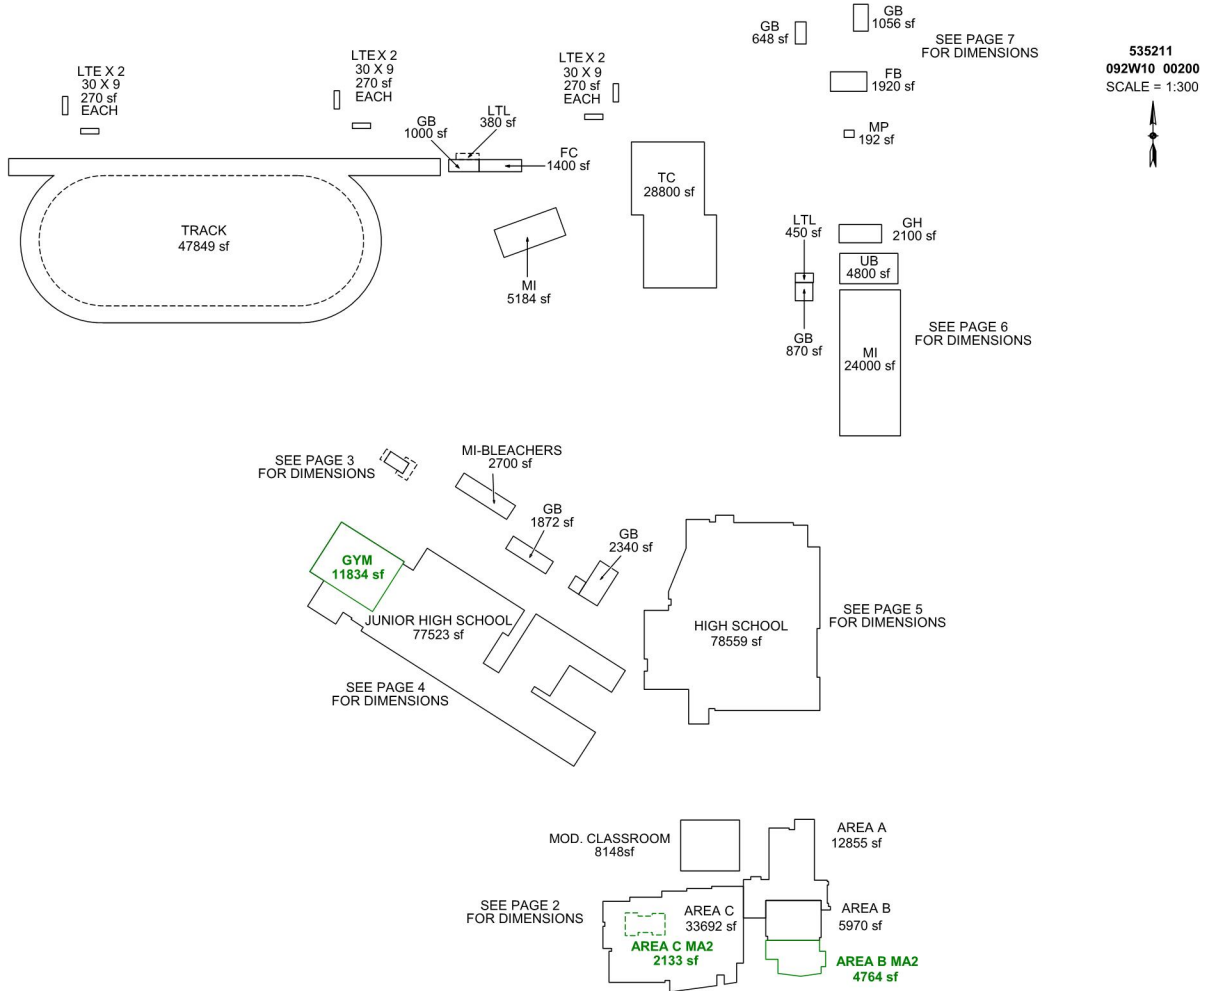 GB
1056 sf
GB
648 sf
SEE PAGE 7
FOR DIMENSIONS
535211
092W10 00200
SCALE = 1:300
LTE X 2
30 X 9
270 sf
EACH
LTE X 2
30 X 9
270 sf
EACH
LTE X 2
30 X 9
270 sf
EACH
FB
1920 sf
GB
1000 sf
LTL
380 sf
MP
192 sf
FC
1400 sf
TC
28800 sf
TRACK
47849 sf
LTL
450 sf
GH
2100 sf
UB
4800 sf
MI
5184 sf
GB
870 sf
MI
24000 sf
SEE PAGE 6
FOR DIMENSIONS
SEE PAGE 3
FOR DIMENSIONS
MI-BLEACHERS
2700 sf
GB
1872 sf
GB
2340 sf
GYM
11834 sf
JUNIOR HIGH SCHOOL
77523 sf
HIGH SCHOOL
78559 sf
SEE PAGE 5
FOR DIMENSIONS
SEE PAGE 4
FOR DIMENSIONS
MOD. CLASSROOM
8148sf
AREA A
12855 sf
SEE PAGE 2
FOR DIMENSIONS
AREA C
33692 sf
AREA B
5970 sf
AREA C MA2
2133 sf
AREA B MA2
4764 sf